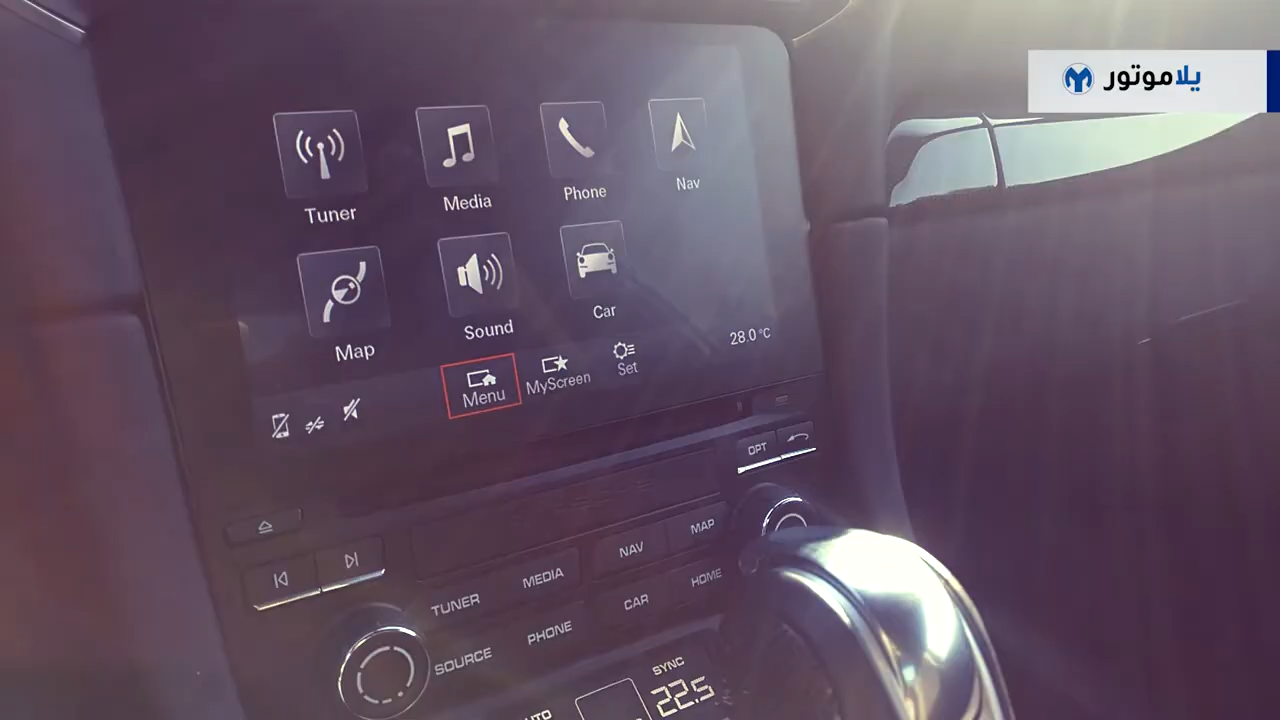 يلاموتور
Tuner
Media
Phone
Nav
Map
Sound
Car
Menu
MyScreen
Set
28.0 °C
OPT
TUNER
MEDIA
NAV
MAP
SOURCE
PHONE
CAR
HOME
SYNC
22.5